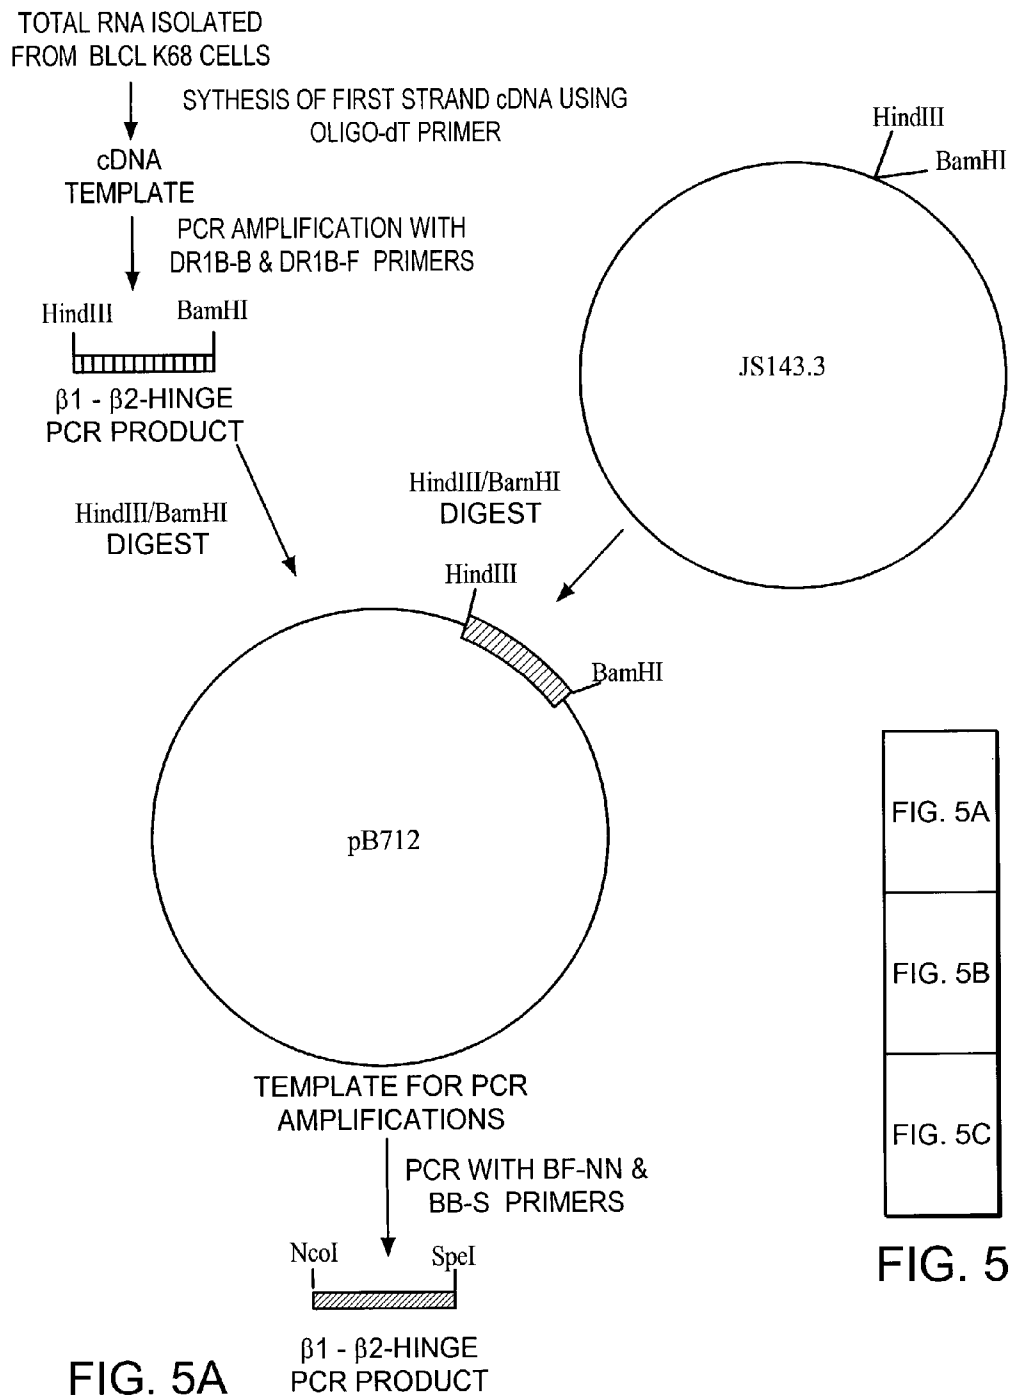 TOTAL RNA ISOLATED
FROM BLCL K68 CELLS
SYTHESIS OF FIRST STRAND cDNA USING
OLIGO-dT PRIMER
cDNA
TEMPLATE
PCR AMPLIFICATION WITH
DR1B-B & DR1B-F PRIMERS
HindIII
BamHI
β1 - β2-HINGE
PCR PRODUCT
HindIII/BamHI
DIGEST
HindIII
BamHI
JS143.3
HindIII/BamHI
DIGEST
HindIII
BamHI
pB712
TEMPLATE FOR PCR
AMPLIFICATIONS
PCR WITH BF-NN &
BB-S PRIMERS
NcoI
SpeI
β1 - β2-HINGE
PCR PRODUCT
FIG. 5A
FIG. 5A
FIG. 5B
FIG. 5C
FIG. 5